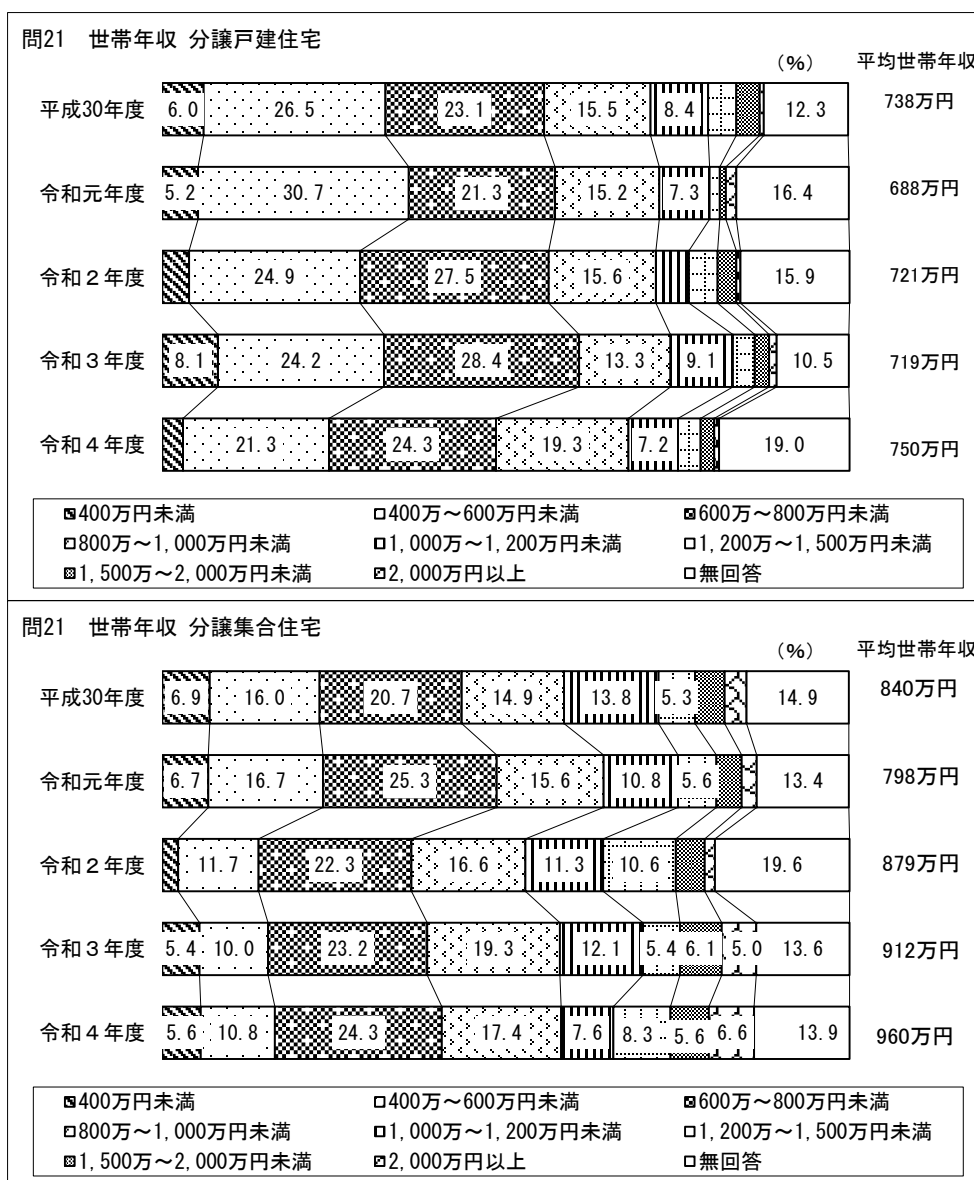 問21　世帯年収 分譲戸建住宅
（％）　平均世帯年収
平成30年度 6.0 26.5 23.1 15.5 8.4 12.3 738万円
令和元年度 5.2 30.7 21.3 15.2 7.3 16.4 688万円
令和２年度 24.9 27.5 15.6 15.9 721万円
令和３年度 8.1 24.2 28.4 13.3 9.1 10.5 719万円
令和４年度 21.3 24.3 19.3 7.2 19.0 750万円
400万円未満 400万～600万円未満 600万～800万円未満
800万～1,000万円未満 1,000万～1,200万円未満 1,200万～1,500万円未満
1,500万～2,000万円未満 2,000万円以上 無回答
問21　世帯年収 分譲集合住宅
（％）　平均世帯年収
平成30年度 6.9 16.0 20.7 14.9 13.8 5.3 14.9 840万円
令和元年度 6.7 16.7 25.3 15.6 10.8 5.6 13.4 798万円
令和２年度 11.7 22.3 16.6 11.3 10.6 19.6 879万円
令和３年度 5.4 10.0 23.2 19.3 12.1 5.4 6.1 5.0 13.6 912万円
令和４年度 5.6 10.8 24.3 17.4 7.6 8.3 5.6 6.6 13.9 960万円
400万円未満 400万～600万円未満 600万～800万円未満
800万～1,000万円未満 1,000万～1,200万円未満 1,200万～1,500万円未満
1,500万～2,000万円未満 2,000万円以上 無回答